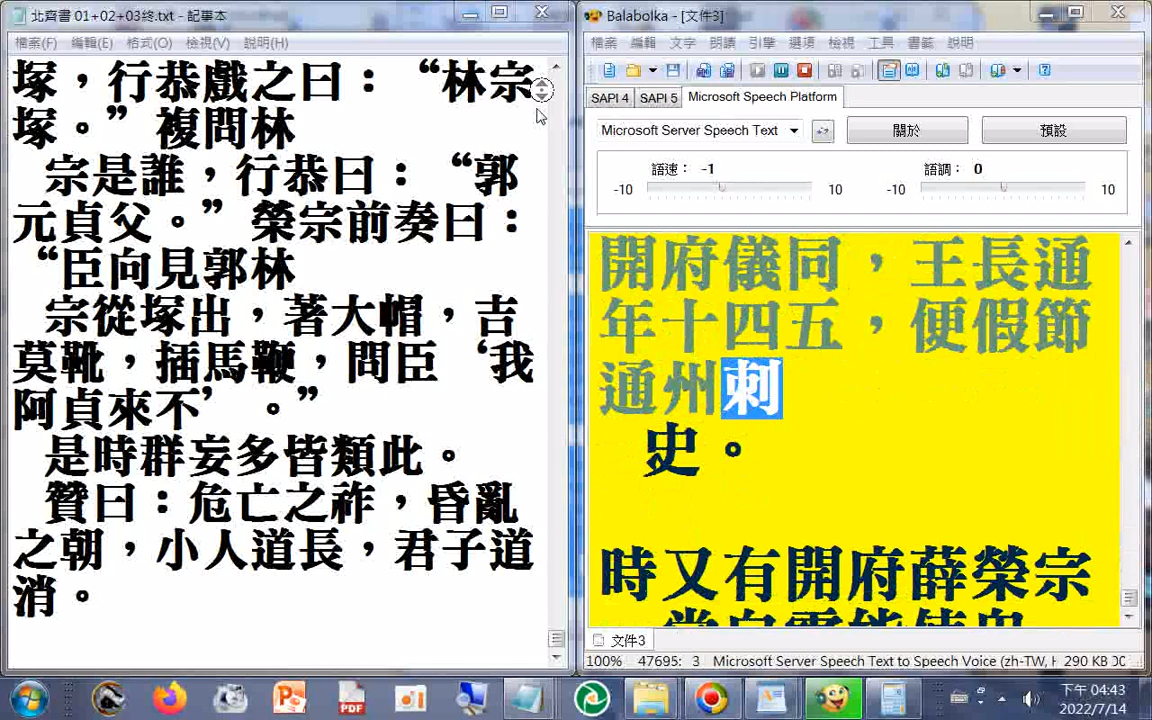 北齊書 01+02+03終.txt - 記事本
檔案(F) 編輯(E) 格式(O) 檢視(V) 說明(H)
塚，行恭戲之曰：“林宗
塚。”複問林
宗是誰，行恭曰：“郭
元貞父。”榮宗前奏曰：
“臣向見郭林
宗從塚出，著大帽，吉
莫靴，插馬鞭，問臣‘我
阿貞來不’。”
是時群妄多皆類此。
贊曰：危亡之祚，昏亂
之朝，小人道長，君子道
消。
Balabolka - [文件3]
檔案 編輯 文字 朗讀 引擎 選項 檢視 工具 書籤 說明
SAPI 4 SAPI 5 Microsoft Speech Platform
Microsoft Server Speech Text 關於 預設
語速： -1 語調： 0
-10 10 -10 10
開府儀同，王長通
年十四五，便假節
通州刺
史。
時又有開府薛榮宗
常自云能使鬼
文件3
100% 47695: 3 Microsoft Server Speech Text to Speech Voice (zh-TW, H 290 KB
PDF
下午 04:43
2022/7/14